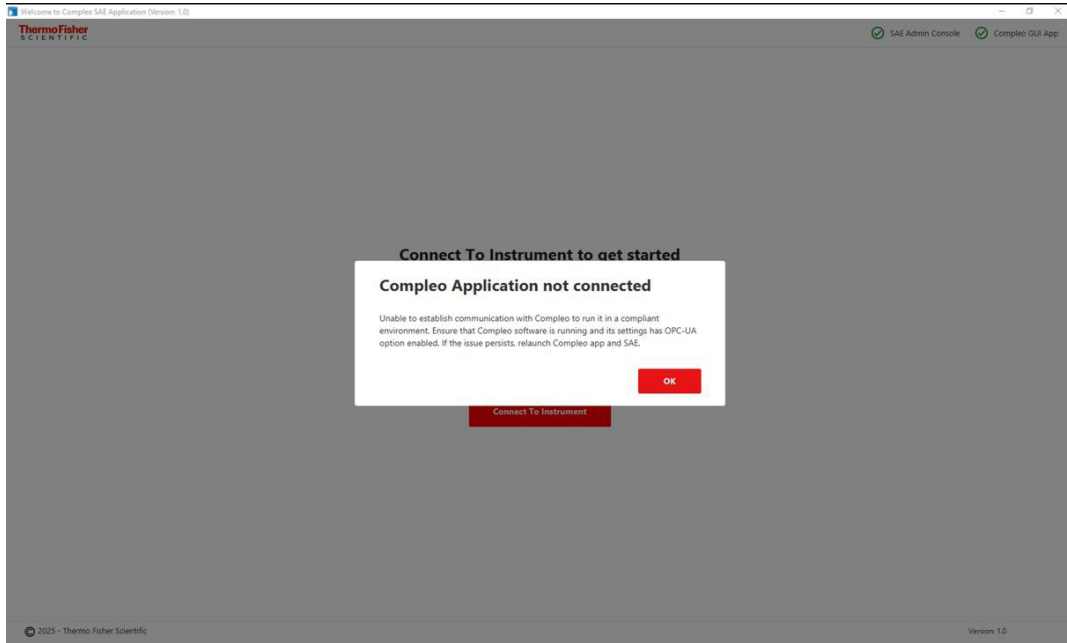 Welcome to Compleo SAE Application (Version: 1.0)
ThermoFisher
SCIENTIFIC
SAE Admin Console
Compleo GUI App
Connect To Instrument to get started
Compleo Application not connected
Unable to establish communication with Compleo to run it in a compliant
environment. Ensure that Compleo software is running and its settings has OPC-UA
option enabled. If the issue persists, relaunch Compleo app and SAE.
OK
Connect To Instrument
© 2025 - Thermo Fisher Scientific
Version: 1.0